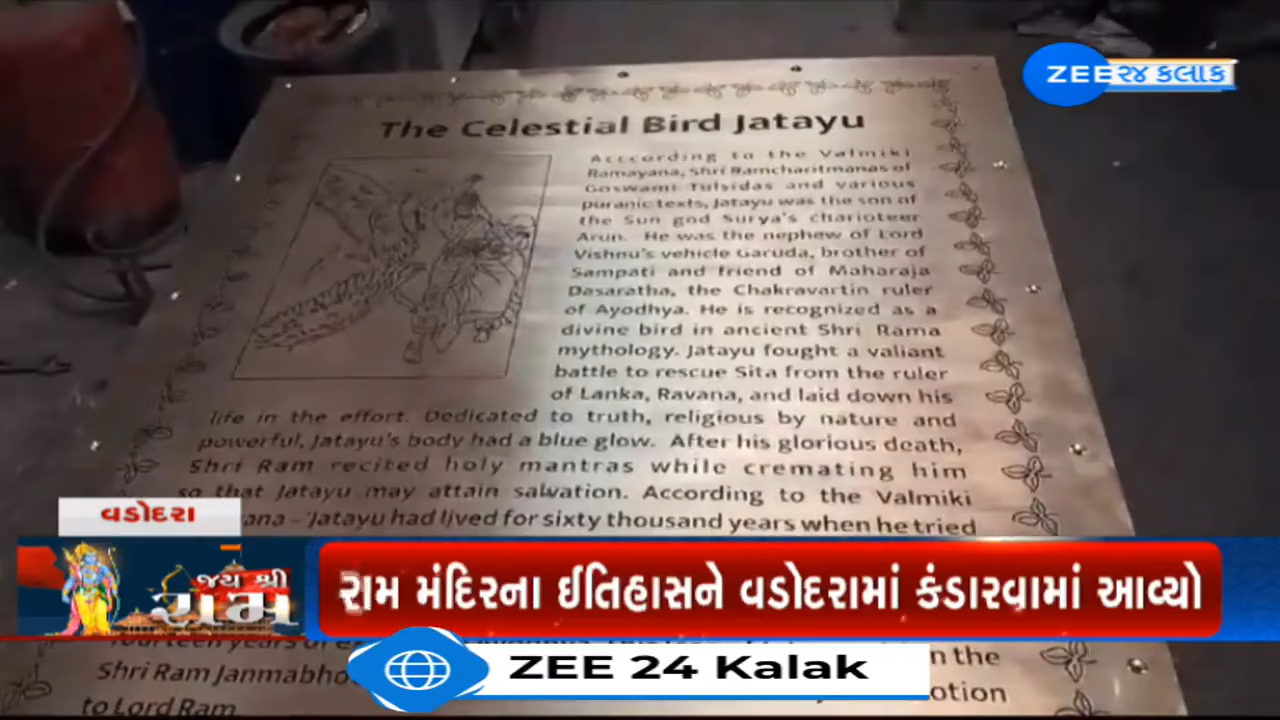 ZEE ૨૪ કલાક
The Celestial Bird Jatayu
Acccording to the Valmiki
Ramayana, Shri Ramcharitmanas of
Goswami Tulsidas and various
puranic texts, Jatayu was the son of
the Sun god Surya's charioteer
Arun. He was the nephew of Lord
Vishnu's vehicle Garuda, brother of
Sampati and friend of Maharaja
Dasaratha, the Chakravartin ruler
of Ayodhya. He is recognized as a
divine bird in ancient Shri Rama
mythology. Jatayu fought a valiant
battle to rescue Sita from the ruler
of Lanka, Ravana, and laid down his
life in the effort. Dedicated to truth, religious by nature and
powerful, Jatayu's body had a blue glow. After his glorious death,
Shri Ram recited holy mantras while cremating him
so that Jatayu may attain salvation. According to the Valmiki
– 'Jatayu had lived for sixty thousand years when he tried
વડોદરા
જય શ્રી
રામ
રામ મંદિરના ઈતિહાસને વડોદરામાં કંડારવામાં આવ્યો
fourteen years of
Shri Ram
the
to Lord Ram
ZEE 24 Kalak